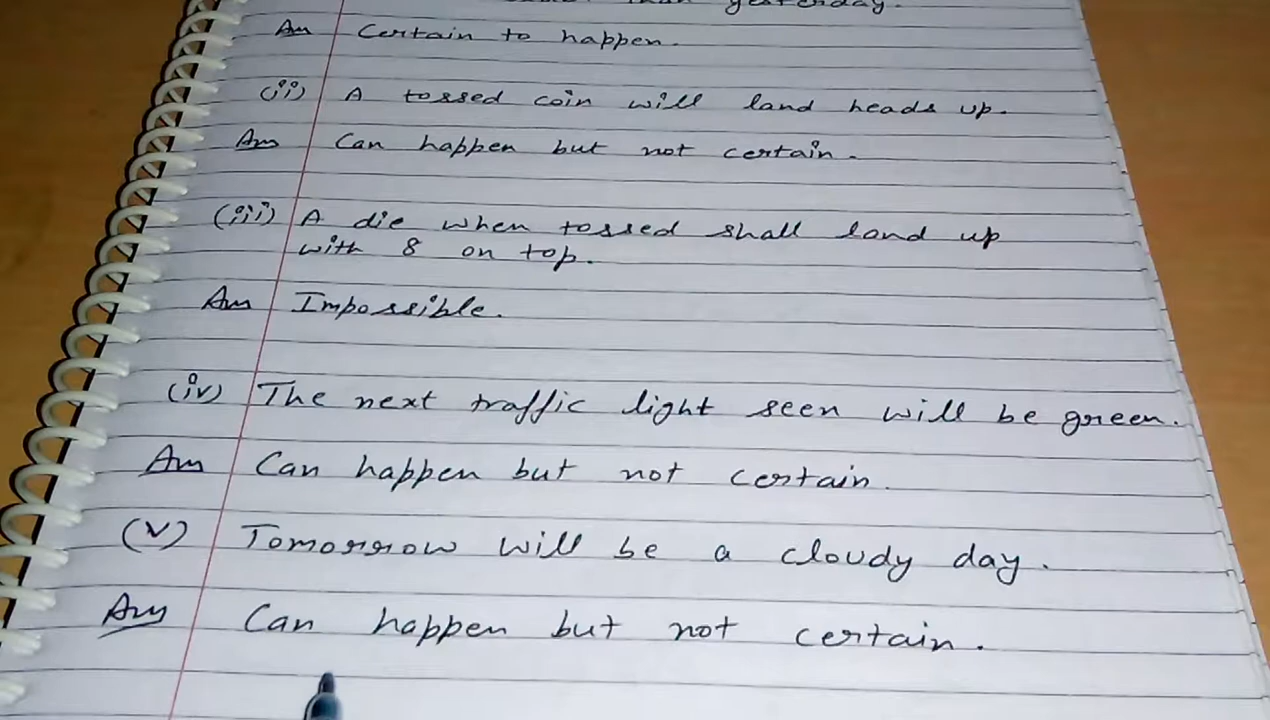 yesterday.
Ans Certain to happen.
(ii) A tossed coin will land heads up.
Ans Can happen but not certain.
(iii) A die when tossed shall land up
with 8 on top.
Ans Impossible.
(iv) The next traffic light seen will be green.
Ans Can happen but not certain.
(v) Tomorrow will be a cloudy day.
Ans Can happen but not certain.